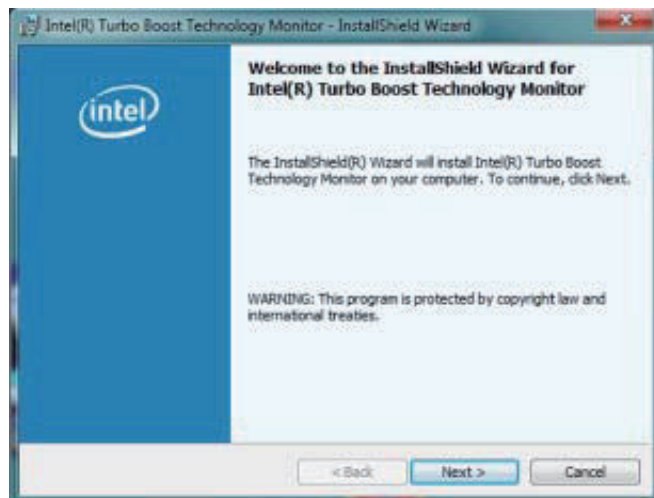 Intel(R) Turbo Boost Technology Monitor - InstallShield Wizard
intel
Welcome to the InstallShield Wizard for
Intel(R) Turbo Boost Technology Monitor
The InstallShield(R) Wizard will install Intel(R) Turbo Boost
Technology Monitor on your computer. To continue, click Next.
WARNING: This program is protected by copyright law and
international treaties.
< Back
Next >
Cancel